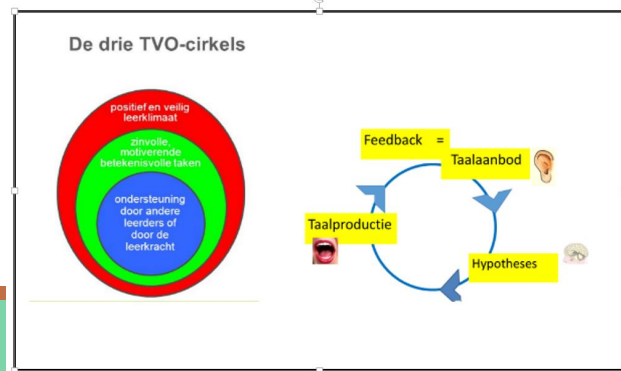 De drie TVO-cirkels
positief en veilig
leerklimaat
zinvolle,
motiverende
betekenisvolle taken
ondersteuning
door andere
leerders of
door de
leerkracht
Feedback =
Taalaanbod
Hypotheses
Taalproductie